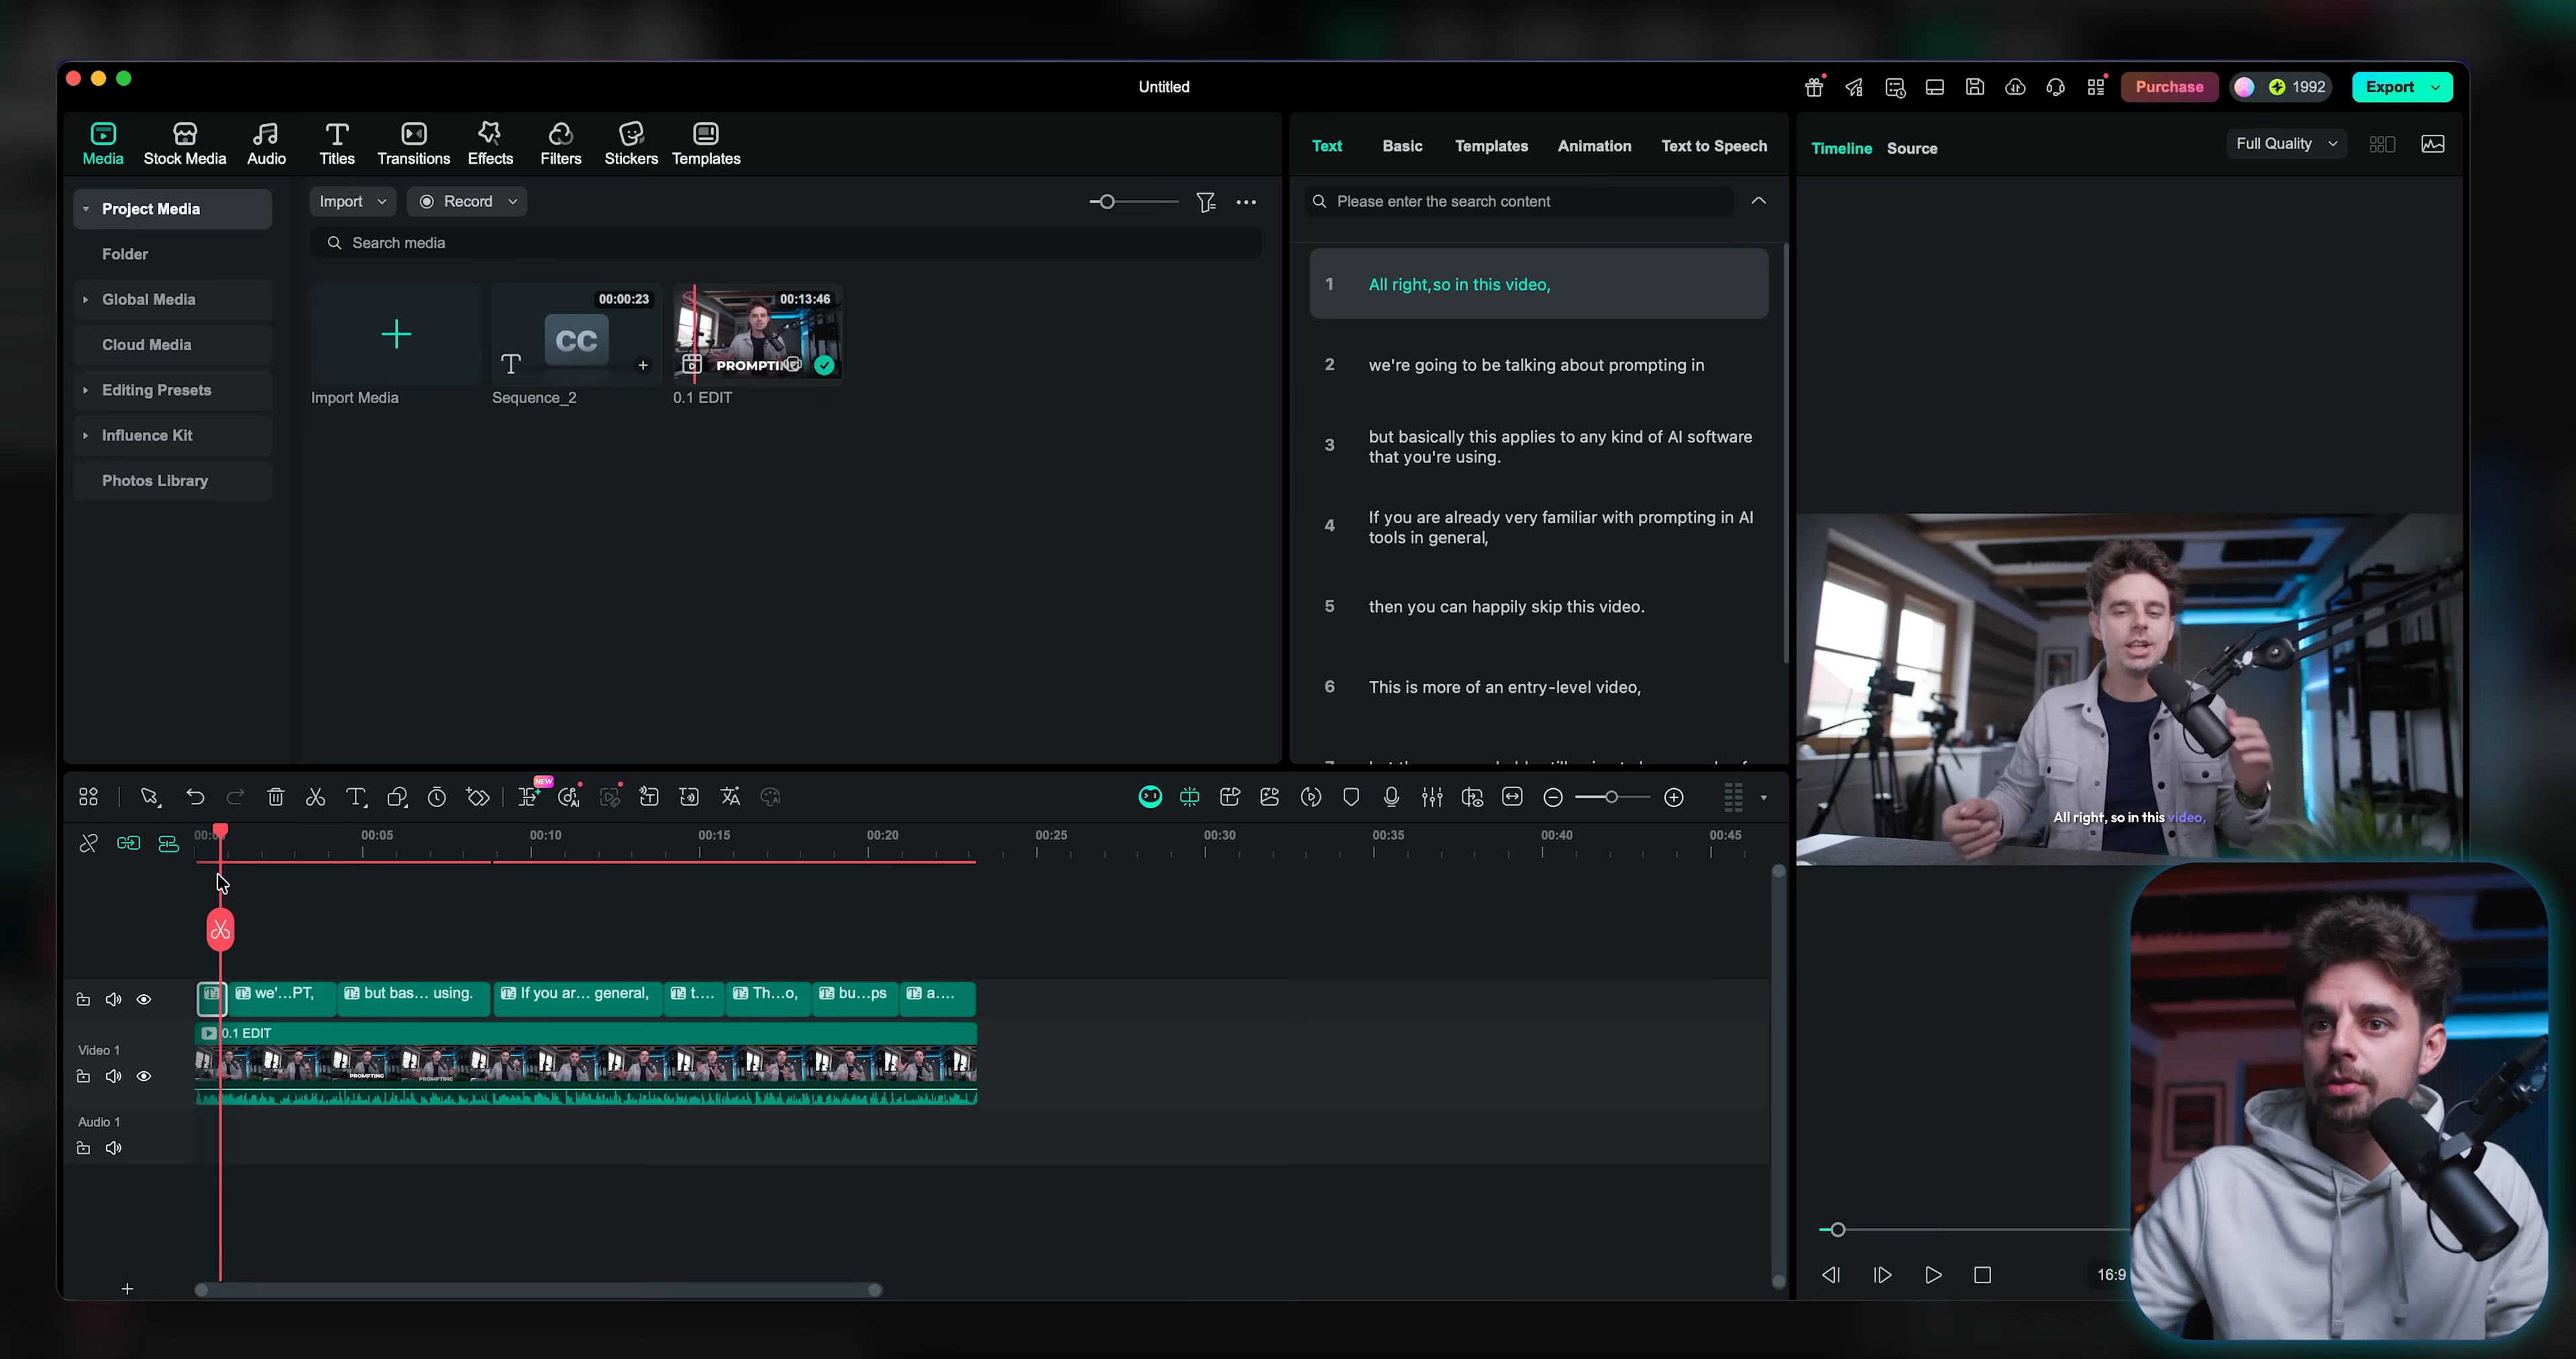 Untitled
Purchase
1992
Export
Media
Stock Media
Audio
Titles
Transitions
Effects
Filters
Stickers
Templates
Text
Basic
Templates
Animation
Text to Speech
Timeline
Source
Full Quality
Project Media
Folder
Global Media
Cloud Media
Editing Presets
Influence Kit
Photos Library
Import
Record
Search media
00:00:23
CC
00:13:46
PROMPTING
Import Media
Sequence_2
0.1 EDIT
Please enter the search content
1 All right,so in this video,
2 we're going to be talking about prompting in
3 but basically this applies to any kind of AI software
that you're using.
4 If you are already very familiar with prompting in AI
tools in general,
5 then you can happily skip this video.
6 This is more of an entry-level video,
All right, so in this video,
NEW
00:05
00:10
00:15
00:20
00:25
00:30
00:35
00:40
00:45
we'...PT,
but bas... using.
If you ar... general,
t....
Th...o,
bu...ps
a....
0.1 EDIT
Video 1
PROMPTING
PROMPTING
Audio 1
16:9